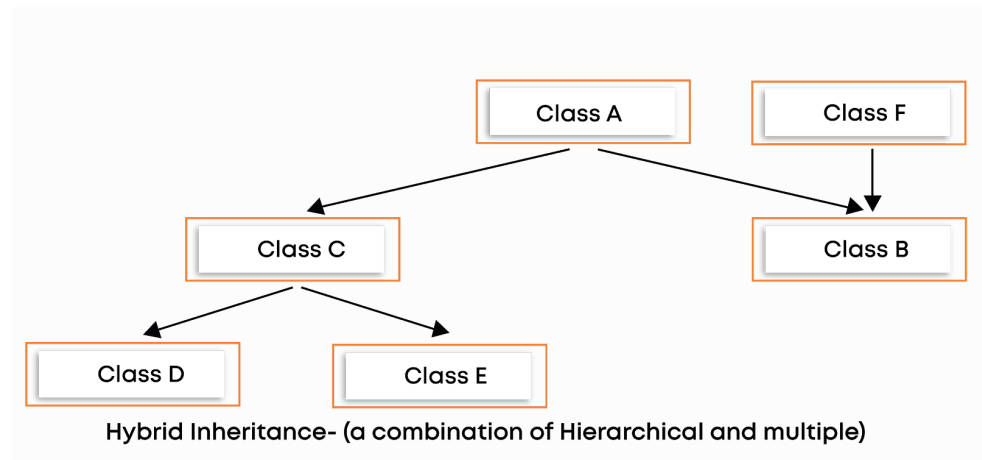 Class A
Class F
Class C
Class B
Class D
Class E
Hybrid Inheritance- (a combination of Hierarchical and multiple)